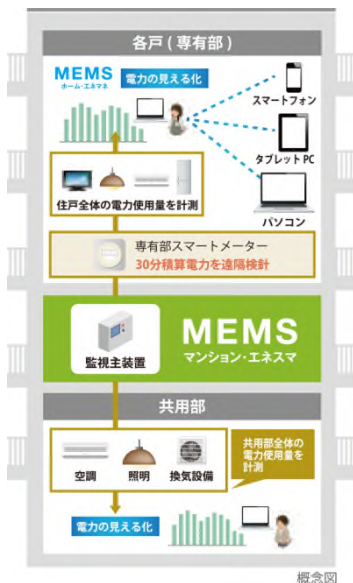 各戸(専有部)
MEMS
ホーム・エネマネ
電力の見える化
スマートフォン
タブレットPC
パソコン
住戸全体の電力使用量を計測
専有部スマートメーター
30分積算電力を遠隔検針
監視主装置
MEMS
マンション・エネスマ
共用部
空調
照明
換気設備
共用部全体の
電力使用量を
計測
電力の見える化
概念図